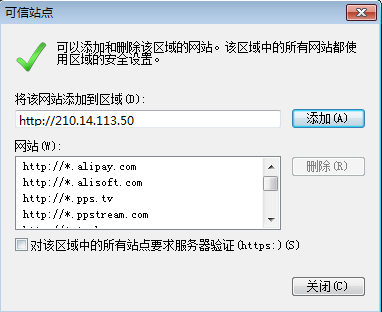 可信站点
可以添加和删除该区域的网站。该区域中的所有网站都使
用区域的安全设置。
将该网站添加到区域(D):
http://210.14.113.50
添加(A)
网站(W):
http://*.alipay.com
http://*.alisoft.com
http://*.pps.tv
http://*.ppstream.com
删除(R)
对该区域中的所有站点要求服务器验证(https:)(S)
关闭(C)